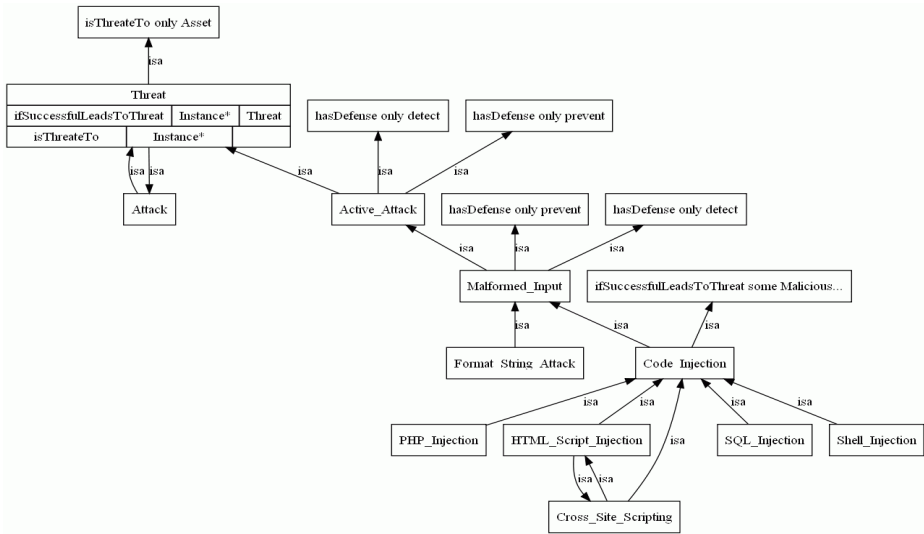 isThreateTo only Asset
isa
Threat
ifSuccessfulLeadsToThreat Instance* Threat
isThreateTo Instance*
hasDefense only detect
hasDefense only prevent
isa isa
isa
isa
isa
Attack
Active_Attack
hasDefense only prevent
hasDefense only detect
isa
isa
isa
Malformed_Input
ifSuccessfulLeadsToThreat some Malicious...
isa
isa
isa
Format_String_Attack
Code_Injection
isa
isa
isa
isa
isa
PHP_Injection
HTML_Script_Injection
SQL_Injection
Shell_Injection
isa isa
Cross_Site_Scripting